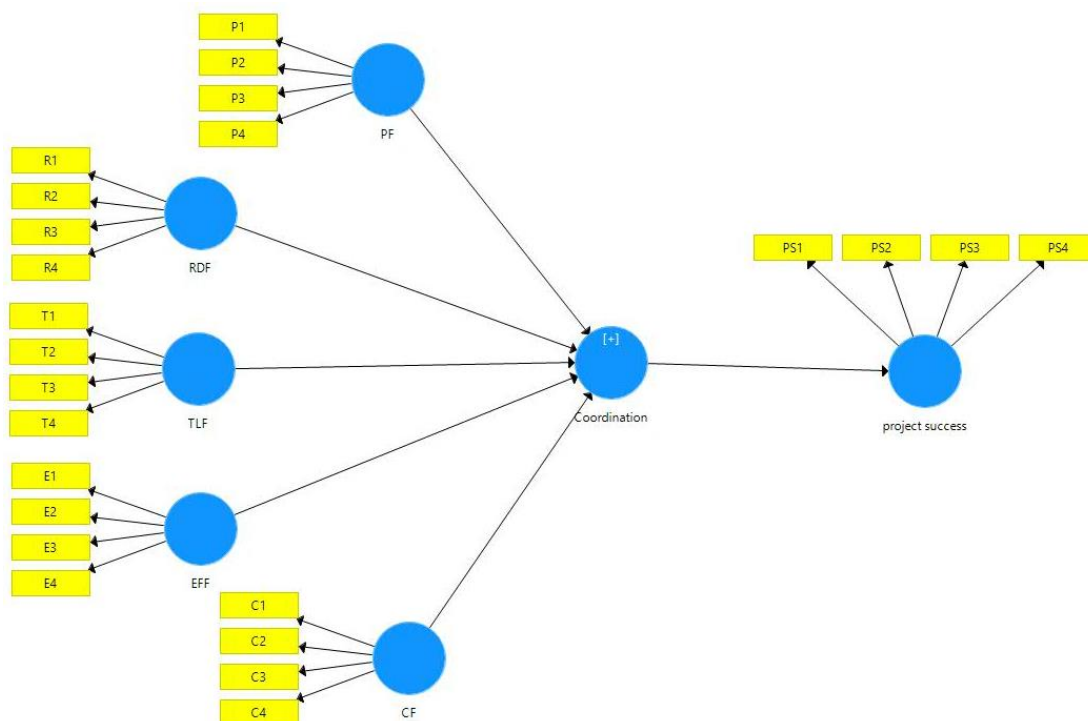 P1
P2
P3
P4
PF
R1
R2
R3
R4
RDF
T1
T2
T3
T4
TLF
E1
E2
E3
E4
EFF
C1
C2
C3
C4
CF
[+]
Coordination
PS1
PS2
PS3
PS4
project success